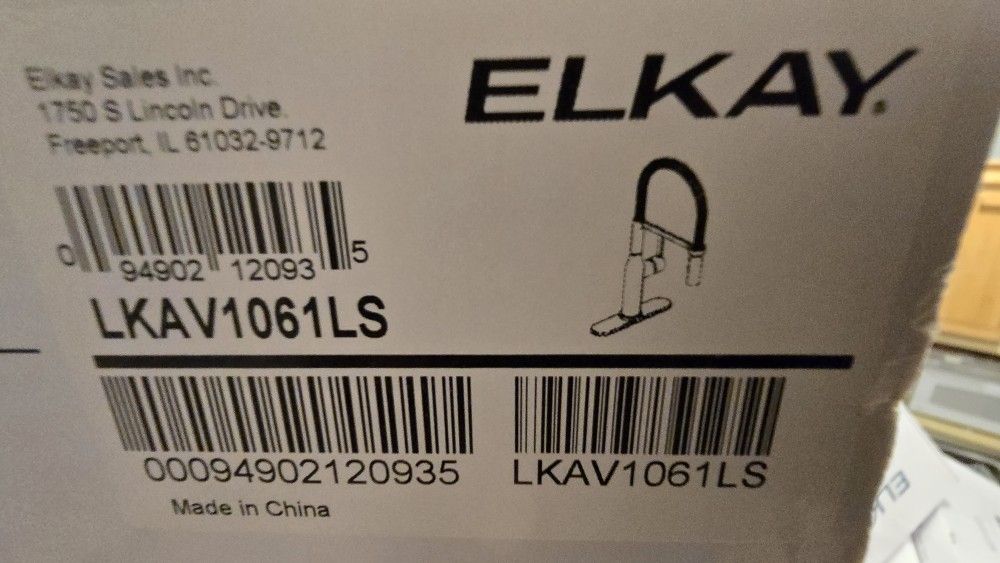 Elkay Sales Inc.
1750 S Lincoln Drive.
Freeport, IL 61032-9712
ELKAY.
0 94902 12093 5
LKAV1061LS
00094902120935
LKAV1061LS
Made in China